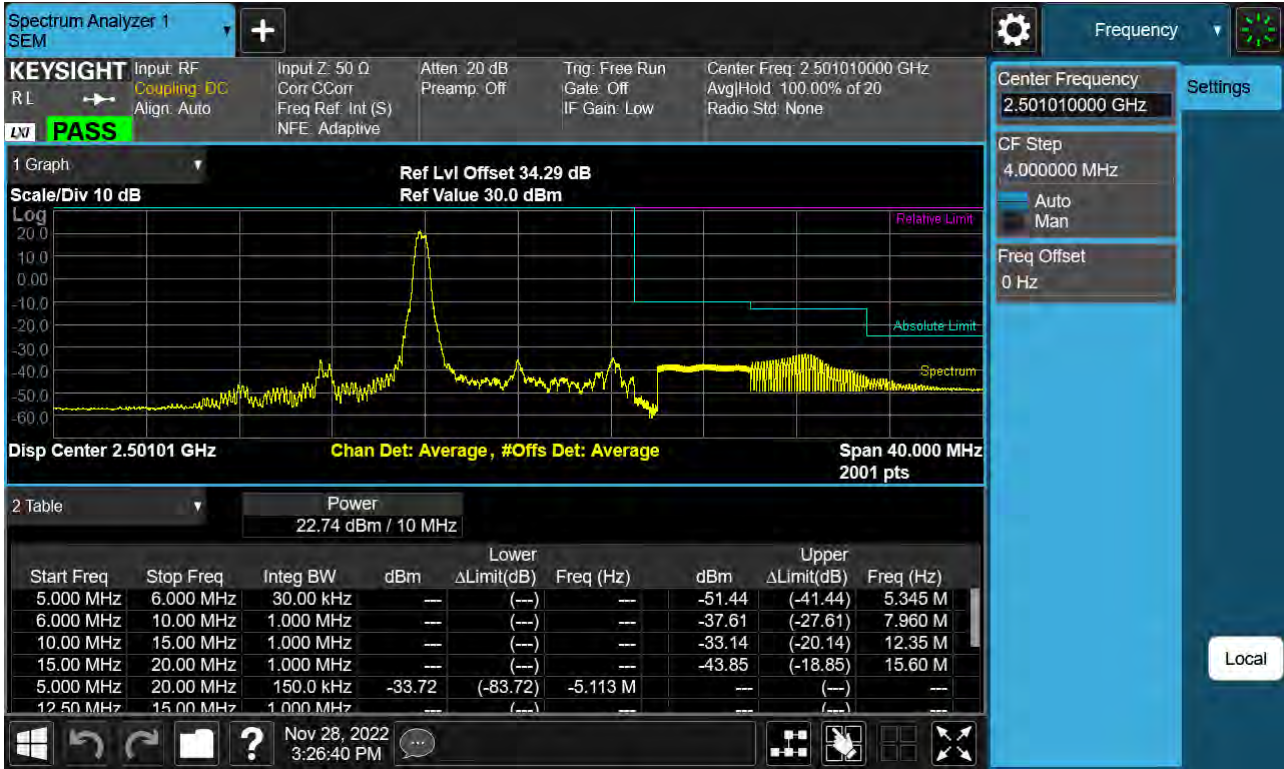 Spectrum Analyzer 1
SEM
+
Frequency
KEYSIGHT
RL
LXI
PASS
Input: RF
Coupling: DC
Align: Auto
Input Z: 50 Ω
Corr CCorr
Freq Ref: Int (S)
NFE: Adaptive
Atten: 20 dB
Preamp: Off
Trig: Free Run
Gate: Off
IF Gain: Low
Center Freq: 2.501010000 GHz
Avg|Hold: 100.00% of 20
Radio Std: None
Center Frequency
2.501010000 GHz
Settings
CF Step
4.000000 MHz
Auto
Man
Freq Offset
0 Hz
Local
1 Graph
Scale/Div 10 dB
Ref Lvl Offset 34.29 dB
Ref Value 30.0 dBm
Log
20.0
10.0
0.00
-10.0
-20.0
-30.0
-40.0
-50.0
-60.0
Relative Limit
Absolute Limit
Spectrum
Disp Center 2.50101 GHz
Chan Det: Average, #Offs Det: Average
Span 40.000 MHz
2001 pts
2 Table
Power
22.74 dBm / 10 MHz
Lower Upper
Start Freq Stop Freq Integ BW dBm ΔLimit(dB) Freq (Hz) dBm ΔLimit(dB) Freq (Hz)
5.000 MHz 6.000 MHz 30.00 kHz --- (---) --- -51.44 (-41.44) 5.345 M
6.000 MHz 10.00 MHz 1.000 MHz --- (---) --- -37.61 (-27.61) 7.960 M
10.00 MHz 15.00 MHz 1.000 MHz --- (---) --- -33.14 (-20.14) 12.35 M
15.00 MHz 20.00 MHz 1.000 MHz --- (---) --- -43.85 (-18.85) 15.60 M
5.000 MHz 20.00 MHz 150.0 kHz -33.72 (-83.72) -5.113 M --- (---) ---
12.50 MHz 15.00 MHz 1.000 MHz --- (---) --- --- (---) ---
?
Nov 28, 2022
3:26:40 PM